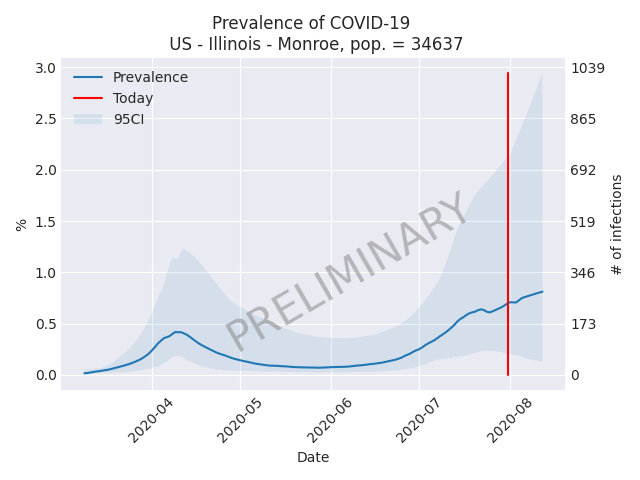 Prevalence of COVID-19
US - Illinois - Monroe, pop. = 34637
Prevalence
Today
95CI
3.0
2.5
2.0
1.5
1.0
0.5
0.0
%
1039
865
692
519
346
173
0
# of infections
PRELIMINARY
2020-04
2020-05
2020-06
2020-07
2020-08
Date